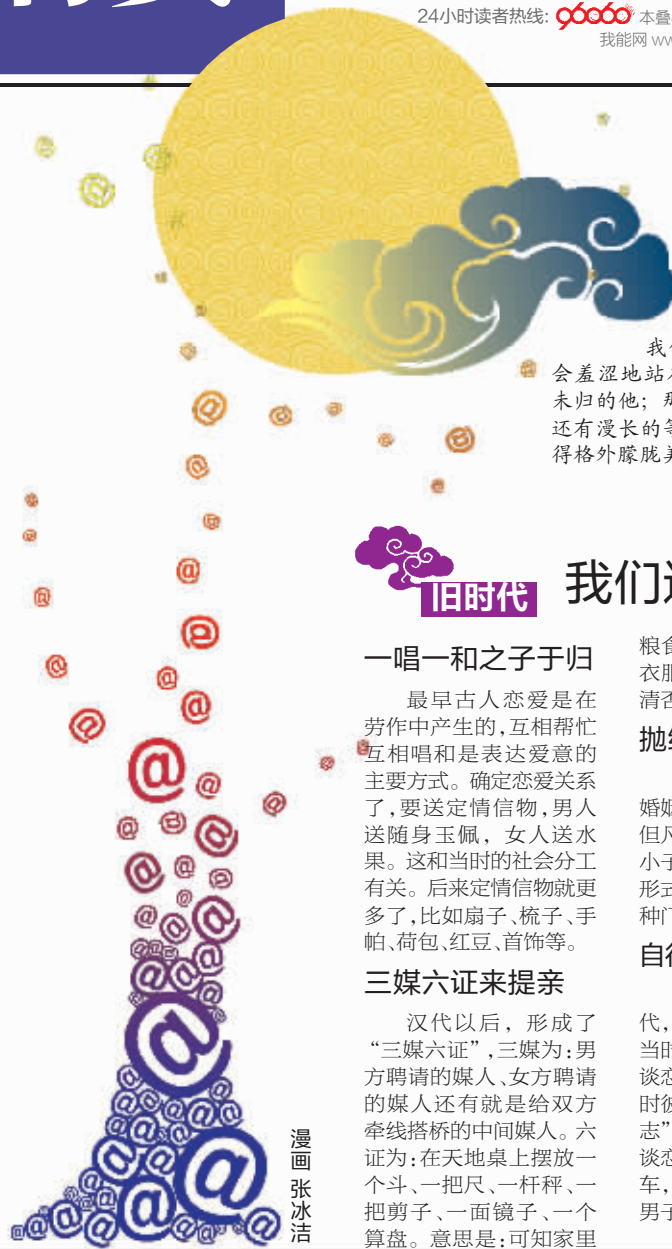 24小时读者热线: 96060 本叠
我能网 ww
我
会羞涩地站
未归的他；
还有漫长的等
得格外朦胧美
旧时代
我们
一唱一和之子于归
最早古人恋爱是在
劳作中产生的，互相帮忙
互相唱和是表达爱意的
主要方式。确定恋爱关系
了，要送定情信物，男人
送随身玉佩，女人送水
果。这和当时的社会分工
有关。后来定情信物就更
多了，比如扇子、梳子、手
帕、荷包、红豆、首饰等。
三媒六证来提亲
汉代以后，形成了
“三媒六证”，三媒为：男
方聘请的媒人、女方聘请
的媒人还有就是给双方
牵线搭桥的中间媒人。六
证为：在天地桌上摆放一
个斗、一把尺、一杆秤、一
把剪子、一面镜子、一个
算盘。意思是：可知家里
粮食
衣服
清否
抛
婚姻
但
小子
形式
种门
自
代，
当时
谈恋
时彼
志”
谈恋
车，
男子
漫画 张冰洁